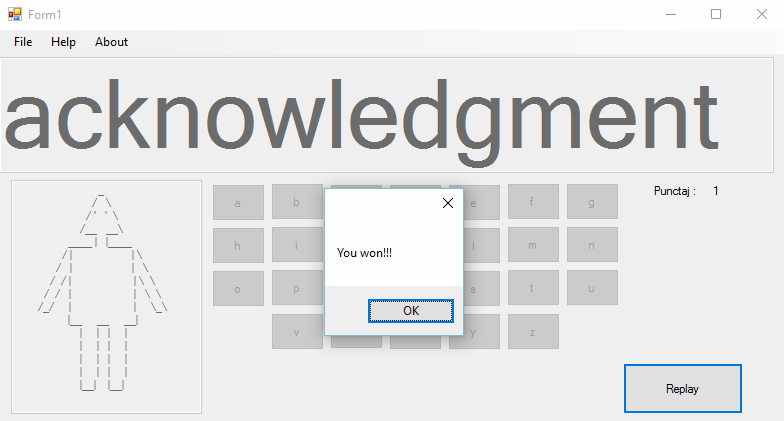 Form1
File Help About
acknowledgment
Punctaj : 1
a b e f g
h i l m n
o p s t u
v y z
You won!!!
OK
Replay